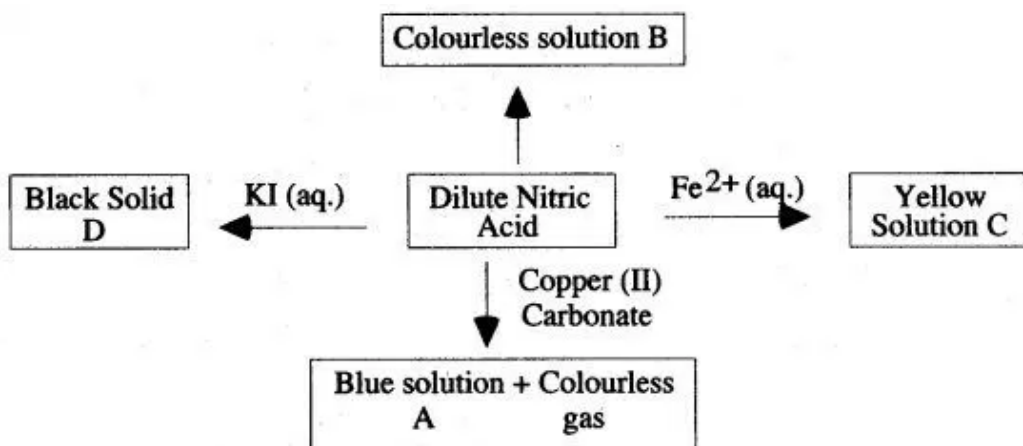 Colourless solution B
Black Solid
D
KI (aq.)
Dilute Nitric
Acid
Fe2+ (aq.)
Yellow
Solution C
Copper (II)
Carbonate
Blue solution + Colourless
A gas